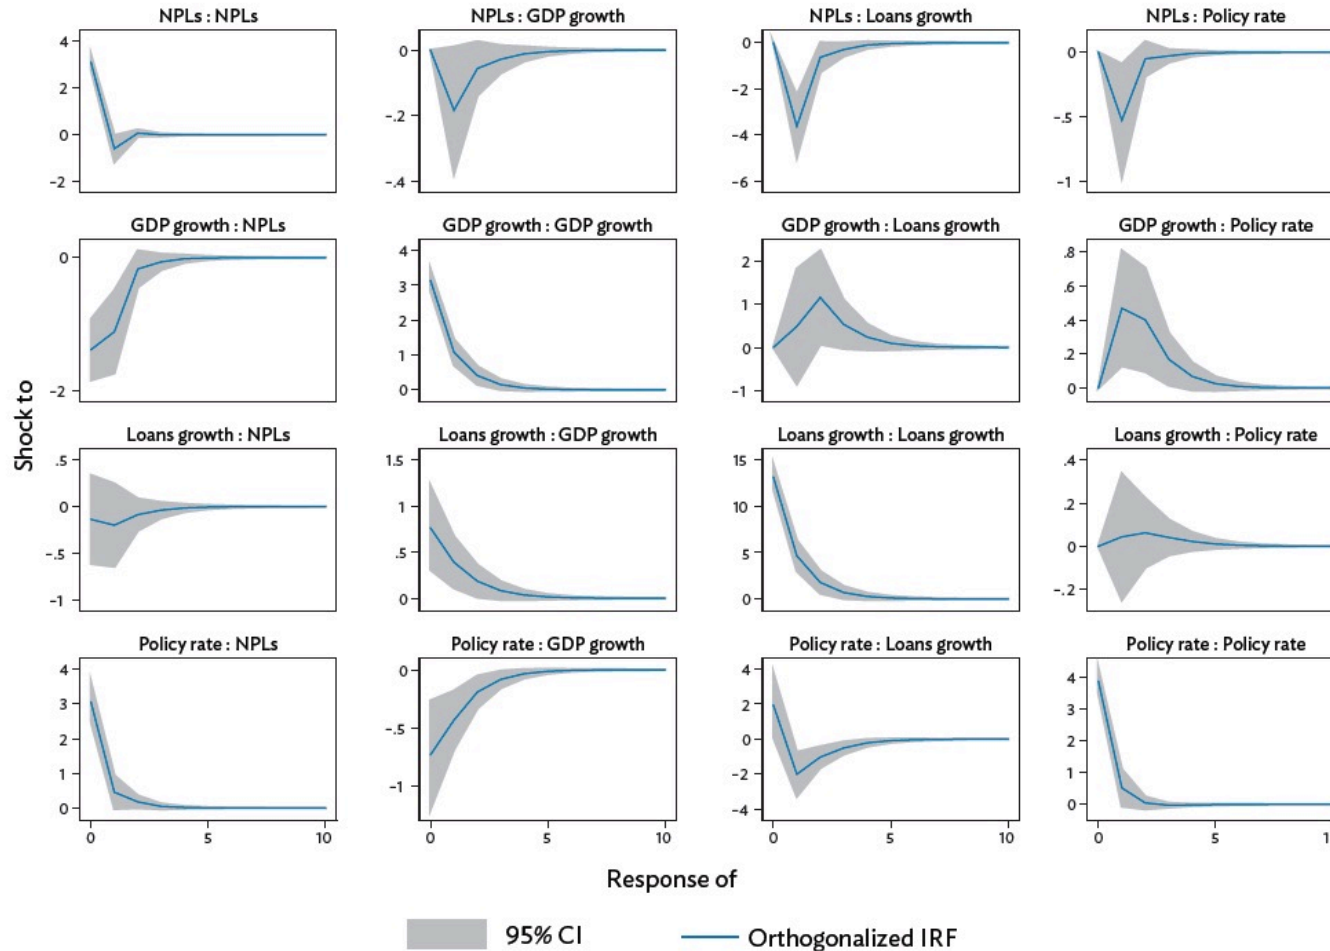 NPLs : NPLs
NPLs : GDP growth
NPLs : Loans growth
NPLs : Policy rate
4
2
0
−2
0
−.2
−.4
0
−2
−4
−6
0
−.5
−1
GDP growth : NPLs
GDP growth : GDP growth
GDP growth : Loans growth
GDP growth : Policy rate
0
−2
4
3
2
1
0
2
1
0
−1
.8
.6
.4
.2
0
Shock to
Loans growth : NPLs
Loans growth : GDP growth
Loans growth : Loans growth
Loans growth : Policy rate
.5
0
−.5
−1
1.5
1
.5
0
15
10
5
0
.4
.2
0
−.2
Policy rate : NPLs
Policy rate : GDP growth
Policy rate : Loans growth
Policy rate : Policy rate
4
3
2
1
0
0
−.5
−1
4
2
0
−2
−4
4
3
2
1
0
0 5 10
0 5 10
0 5 10
0 5
Response of
95% CI
Orthogonalized IRF